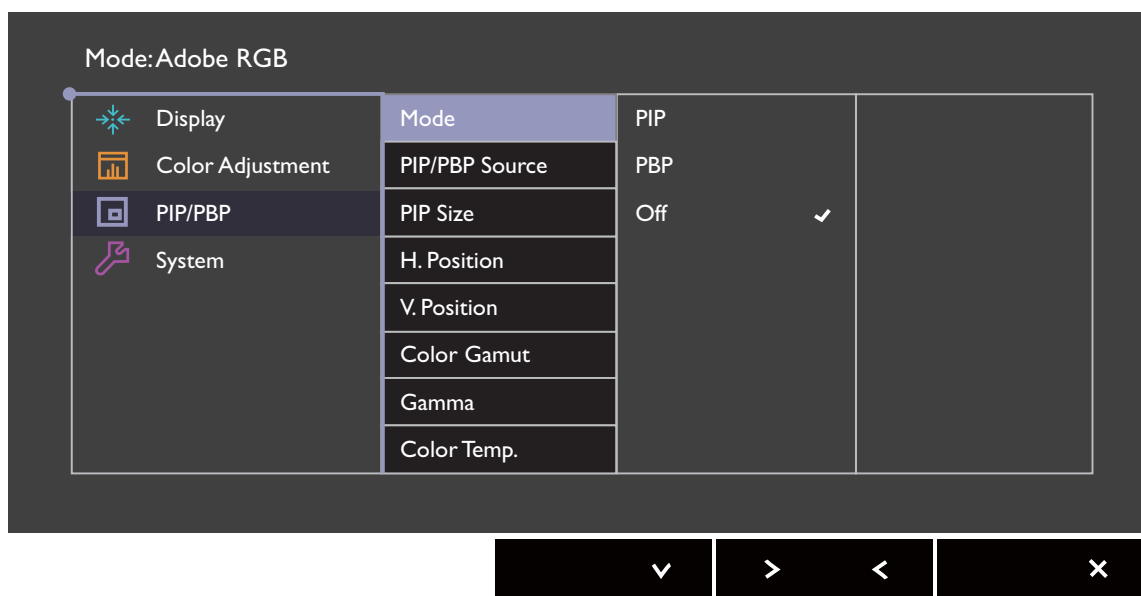 Mode: Adobe RGB
Display
Color Adjustment
PIP/PBP
System
Mode
PIP/PBP Source
PIP Size
H. Position
V. Position
Color Gamut
Gamma
Color Temp.
PIP
PBP
Off